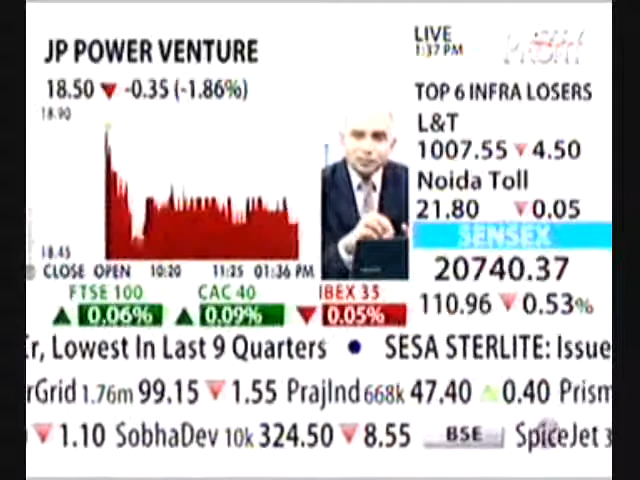 JP POWER VENTURE
18.50 ▼ -0.35 (-1.86%)
18.90
18.45
CLOSE OPEN 10:20 11:25 01:36 PM
LIVE
1:37 PM
PROFIT
TOP 6 INFRA LOSERS
L&T
1007.55 ▼ 4.50
Noida Toll
21.80 ▼ 0.05
SENSEX
20740.37
110.96 ▼ 0.53%
FTSE 100 CAC 40 IBEX 35
▲ 0.06% ▲ 0.09% ▼ 0.05%
r, Lowest In Last 9 Quarters • SESA STERLITE: Issue
rGrid 1.76m 99.15 ▼ 1.55 PrajInd 668k 47.40 ▲ 0.40 Prism
▼ 1.10 SobhaDev 10k 324.50 ▼ 8.55 BSE SpiceJet 3